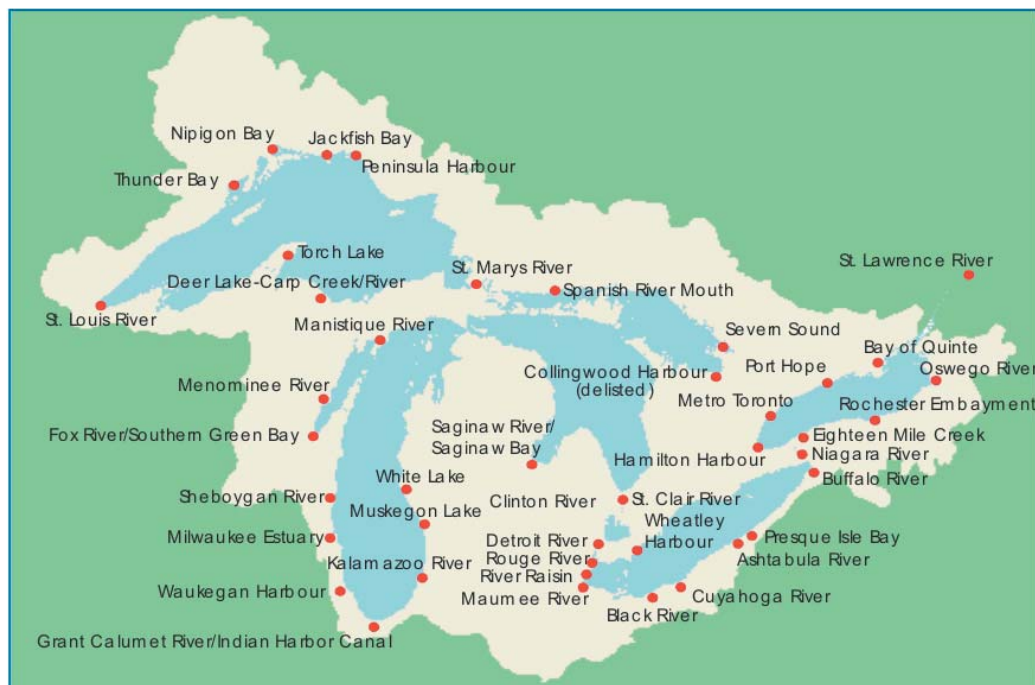 Nipigon Bay
Jackfish Bay
Peninsula Harbour
Thunder Bay
Torch Lake
St. Marys River
St. Lawrence River
Deer Lake-Carp Creek/River
Spanish River Mouth
St. Louis River
Manistique River
Severn Sound
Bay of Quinte
Port Hope
Collingwood Harbour
(delisted)
Oswego River
Menominee River
Metro Toronto
Rochester Embayment
Fox River/Southern Green Bay
Saginaw River/
Saginaw Bay
Eighteen Mile Creek
Hamilton Harbour
Niagara River
White Lake
Buffalo River
Sheboygan River
Clinton River
St. Clair River
Muskegon Lake
Wheatley
Harbour
Milwaukee Estuary
Detroit River
Presque Isle Bay
Rouge River
Ashtabula River
Kalamazoo River
River Raisin
Waukegan Harbour
Maumee River
Cuyahoga River
Black River
Grant Calumet River/Indian Harbor Canal